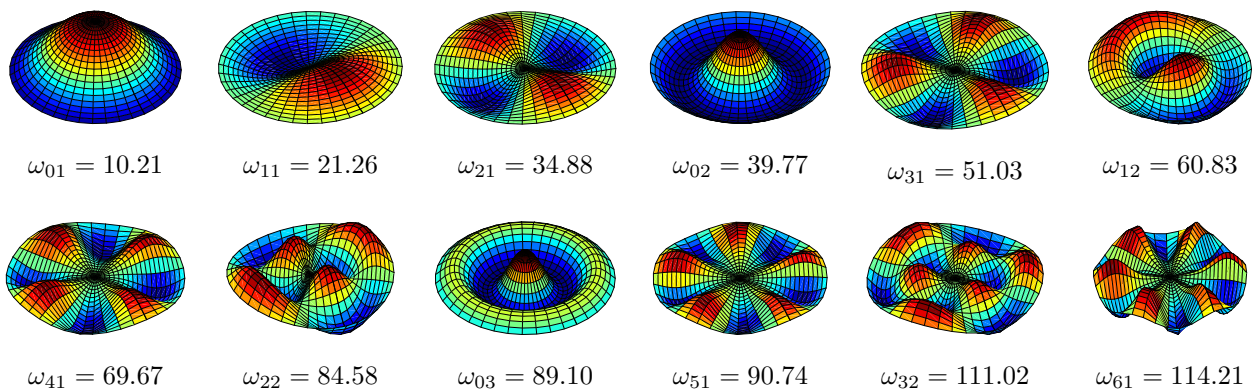 ω₀₁ = 10.21 ω₁₁ = 21.26 ω₂₁ = 34.88 ω₀₂ = 39.77 ω₃₁ = 51.03 ω₁₂ = 60.83
ω₄₁ = 69.67 ω₂₂ = 84.58 ω₀₃ = 89.10 ω₅₁ = 90.74 ω₃₂ = 111.02 ω₆₁ = 114.21